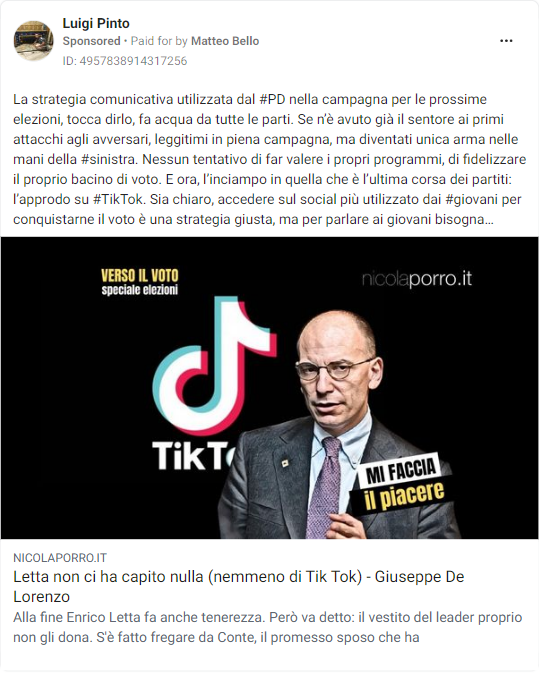 Luigi Pinto
Sponsored • Paid for by Matteo Bello
ID: 4957838914317256
La strategia comunicativa utilizzata dal #PD nella campagna per le prossime
elezioni, tocca dirlo, fa acqua da tutte le parti. Se n’è avuto già il sentore ai primi
attacchi agli avversari, leggitimi in piena campagna, ma diventati unica arma nelle
mani della #sinistra. Nessun tentativo di far valere i propri programmi, di fidelizzare
il proprio bacino di voto. E ora, l’inciampo in quella che è l’ultima corsa dei partiti:
l’approdo su #TikTok. Sia chiaro, accedere sul social più utilizzato dai #giovani per
conquistarne il voto è una strategia giusta, ma per parlare ai giovani bisogna...
VERSO IL VOTO
speciale elezioni
nicolaporro.it
TikTo
MI FACCIA
il piacere
NICOLAPORRO.IT
Letta non ci ha capito nulla (nemmeno di Tik Tok) - Giuseppe De
Lorenzo
Alla fine Enrico Letta fa anche tenerezza. Però va detto: il vestito del leader proprio
non gli dona. S'è fatto fregare da Conte, il promesso sposo che ha